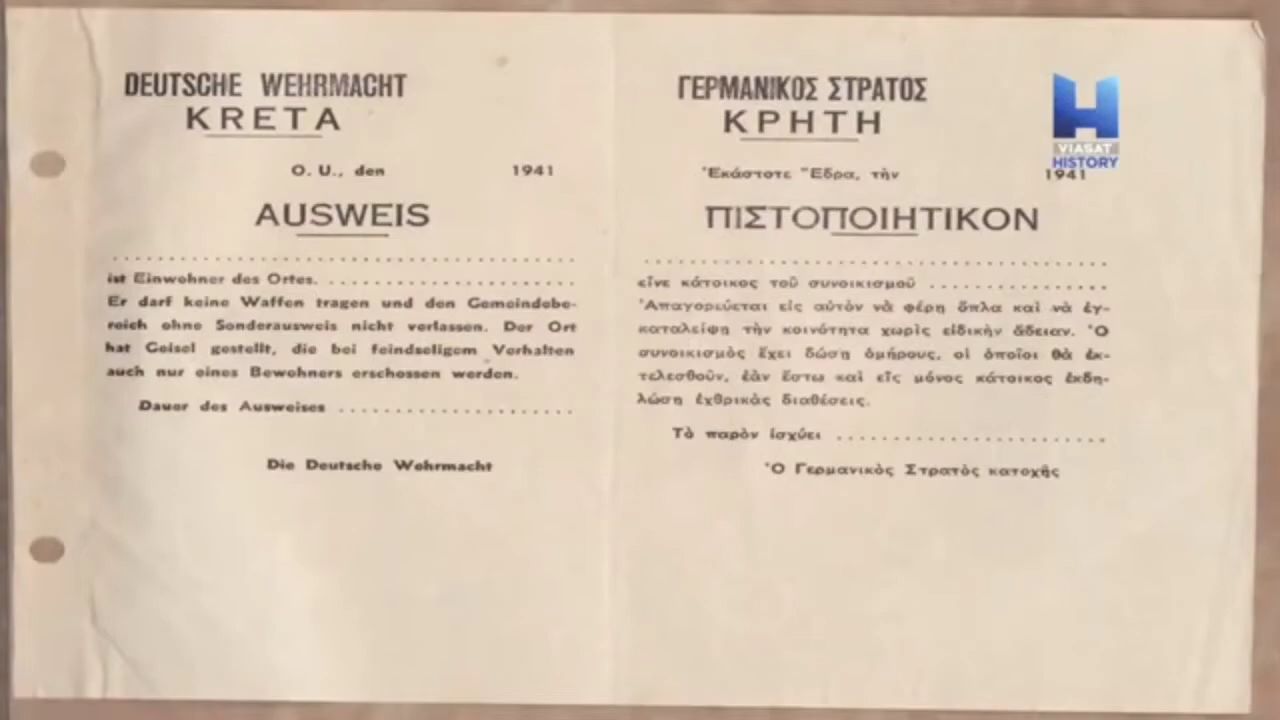 DEUTSCHE WEHRMACHT
KRETA
O. U., den 1941
AUSWEIS
ist Einwohner des Ortes.
Er darf keine Waffen tragen und den Gemeindebe-
reich ohne Sonderausweis nicht verlassen. Der Ort
hat Geisel gestellt, die bei feindseligem Verhalten
auch nur eines Bewohners erschossen werden.
Dauer des Ausweises
Die Deutsche Wehrmacht
ΓΕΡΜΑΝΙΚΟΣ ΣΤΡΑΤΟΣ
ΚΡΗΤΗ
Ἑκάστοτε Ἕδρα, τὴν 1941
ΠΙΣΤΟΠΟΙΗΤΙΚΟΝ
εἶνε κάτοικος τοῦ συνοικισμοῦ
Ἀπαγορεύεται εἰς αὐτὸν νὰ φέρῃ ὅπλα καὶ νὰ ἐγ-
καταλείψῃ τὴν κοινότητα χωρὶς εἰδικὴν ἄδειαν. Ὁ
συνοικισμὸς ἔχει δώσῃ ὁμήρους, οἱ ὁποῖοι θὰ ἐκ-
τελεσθοῦν, ἐὰν ἔστω καὶ εἷς μόνος κάτοικος ἐκδη-
λώσῃ ἐχθρικὰς διαθέσεις.
Τὸ παρὸν ἰσχύει
Ὁ Γερμανικὸς Στρατὸς κατοχῆς
VIASAT
HISTORY